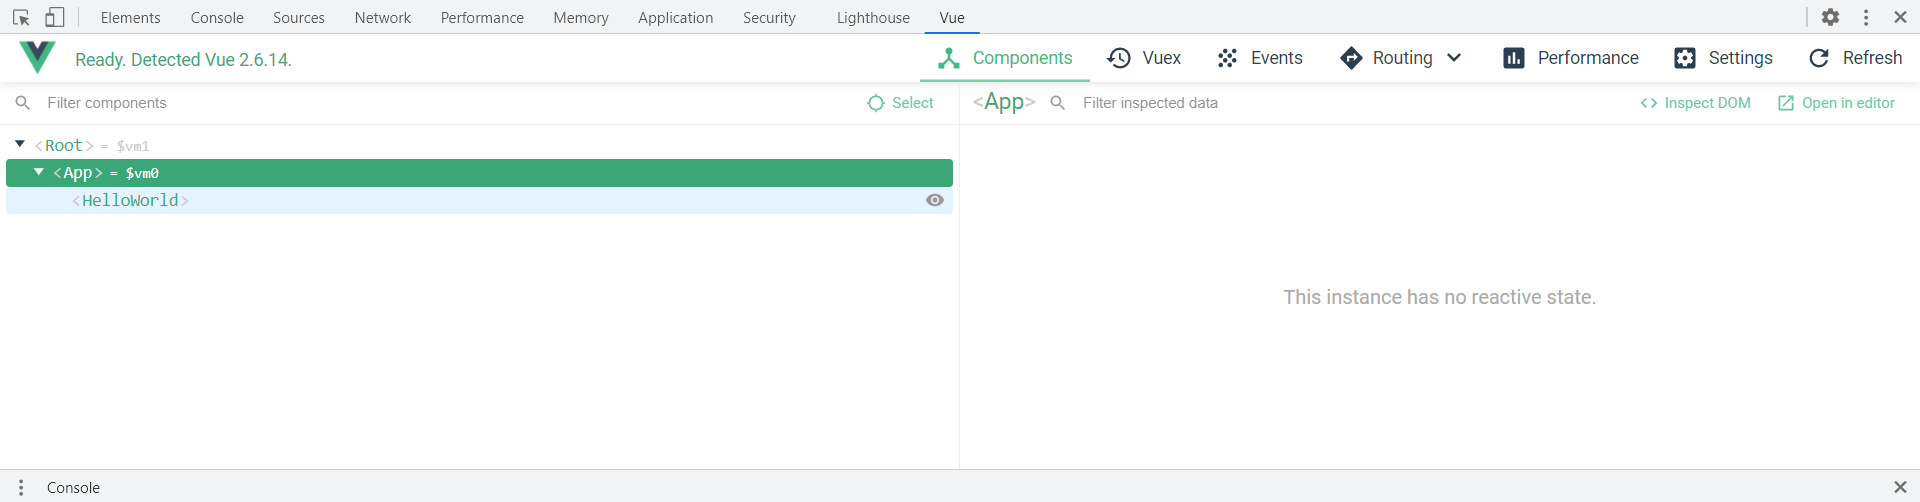 Elements Console Sources Network Performance Memory Application Security Lighthouse Vue
Ready. Detected Vue 2.6.14. Components Vuex Events Routing Performance Settings Refresh
Filter components Select <App> Filter inspected data Inspect DOM Open in editor
<Root> = $vm1
<App> = $vm0
<HelloWorld>
This instance has no reactive state.
Console